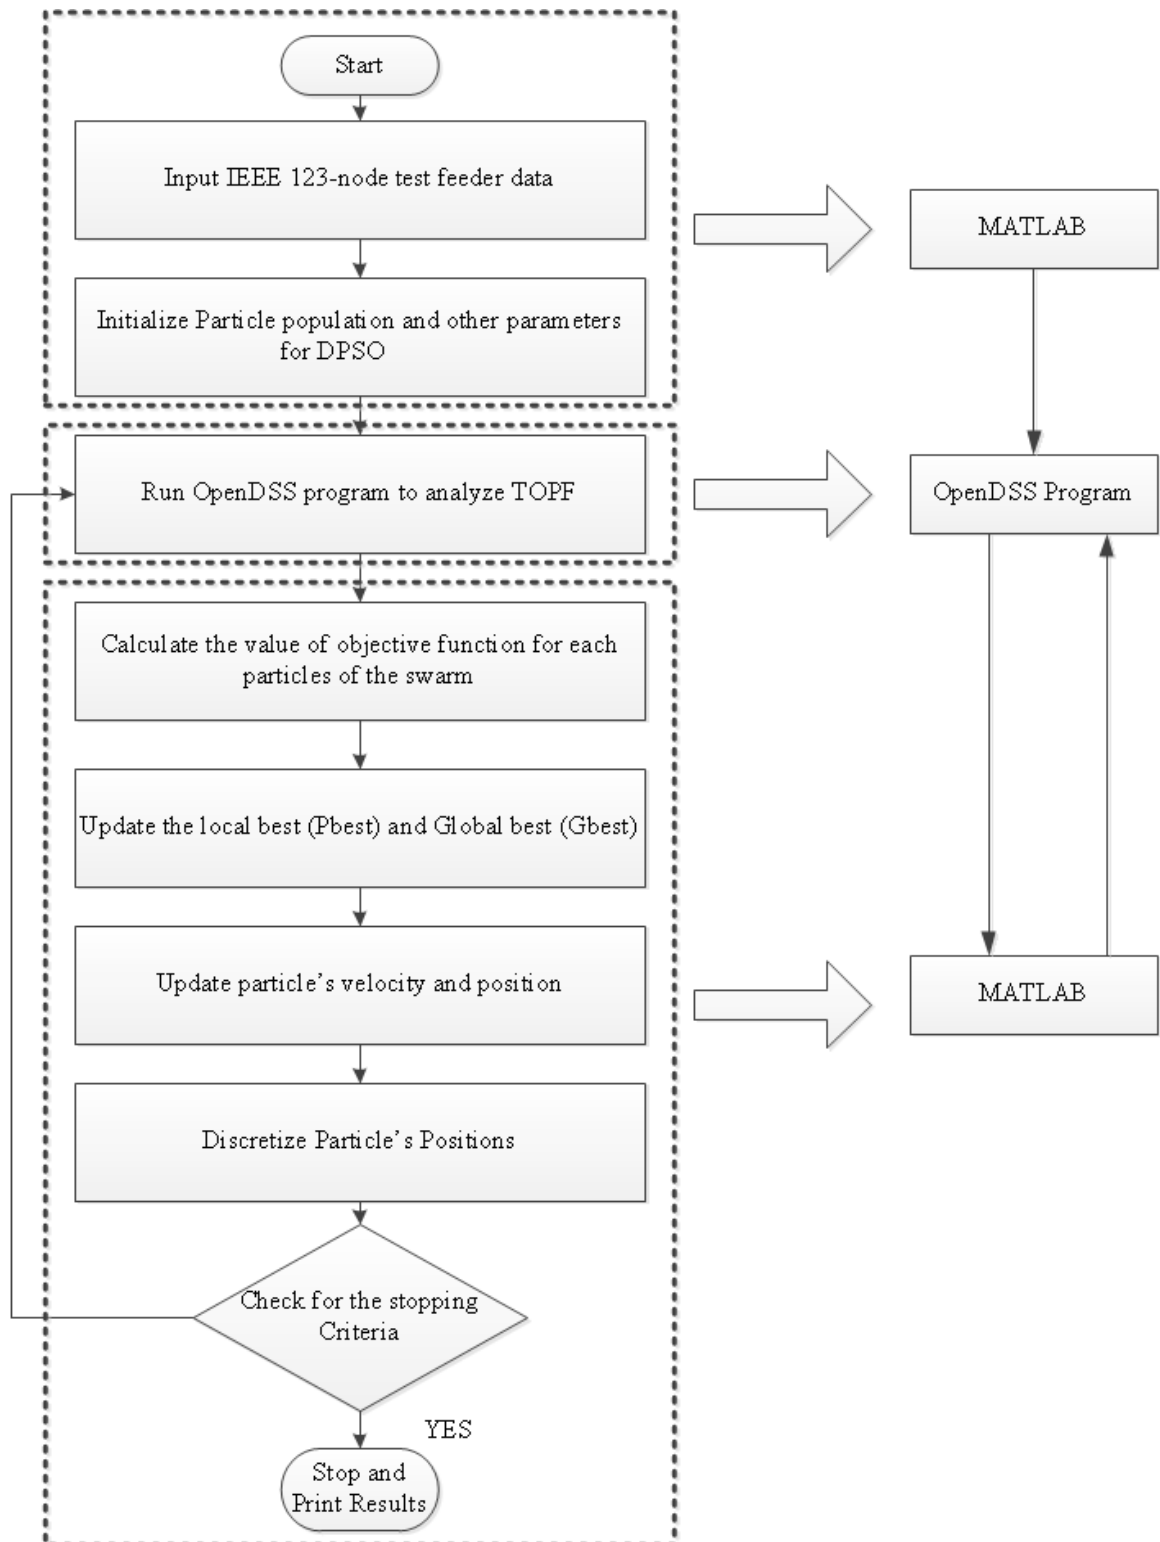 Start
Input IEEE 123-node test feeder data
MATLAB
Initialize Particle population and other parameters
for DPSO
Run OpenDSS program to analyze TOPF
OpenDSS Program
Calculate the value of objective function for each
particles of the swarm
Update the local best (Pbest) and Global best (Gbest)
Update particle's velocity and position
MATLAB
Discretize Particle's Positions
Check for the stopping
Criteria
YES
Stop and
Print Results